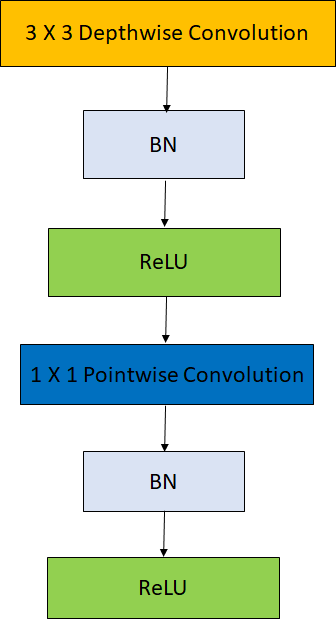 3 X 3 Depthwise Convolution
BN
ReLU
1 X 1 Pointwise Convolution
BN
ReLU